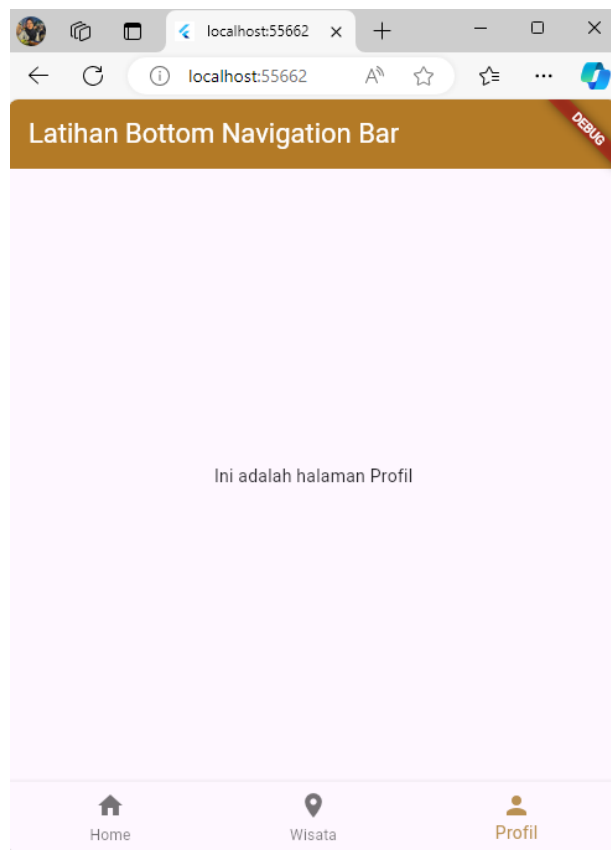 localhost:55662
localhost:55662
Latihan Bottom Navigation Bar
DEBUG
Ini adalah halaman Profil
Home
Wisata
Profil